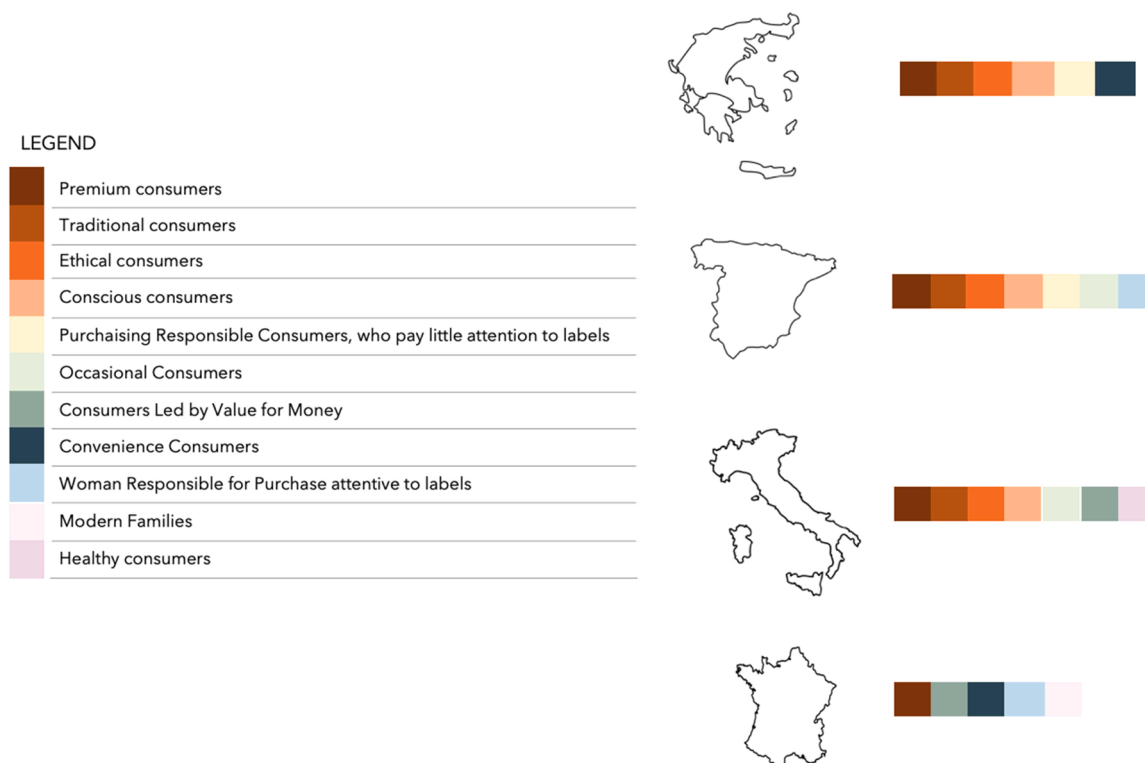 LEGEND
Premium consumers
Traditional consumers
Ethical consumers
Conscious consumers
Purchaising Responsible Consumers, who pay little attention to labels
Occasional Consumers
Consumers Led by Value for Money
Convenience Consumers
Woman Responsible for Purchase attentive to labels
Modern Families
Healthy consumers